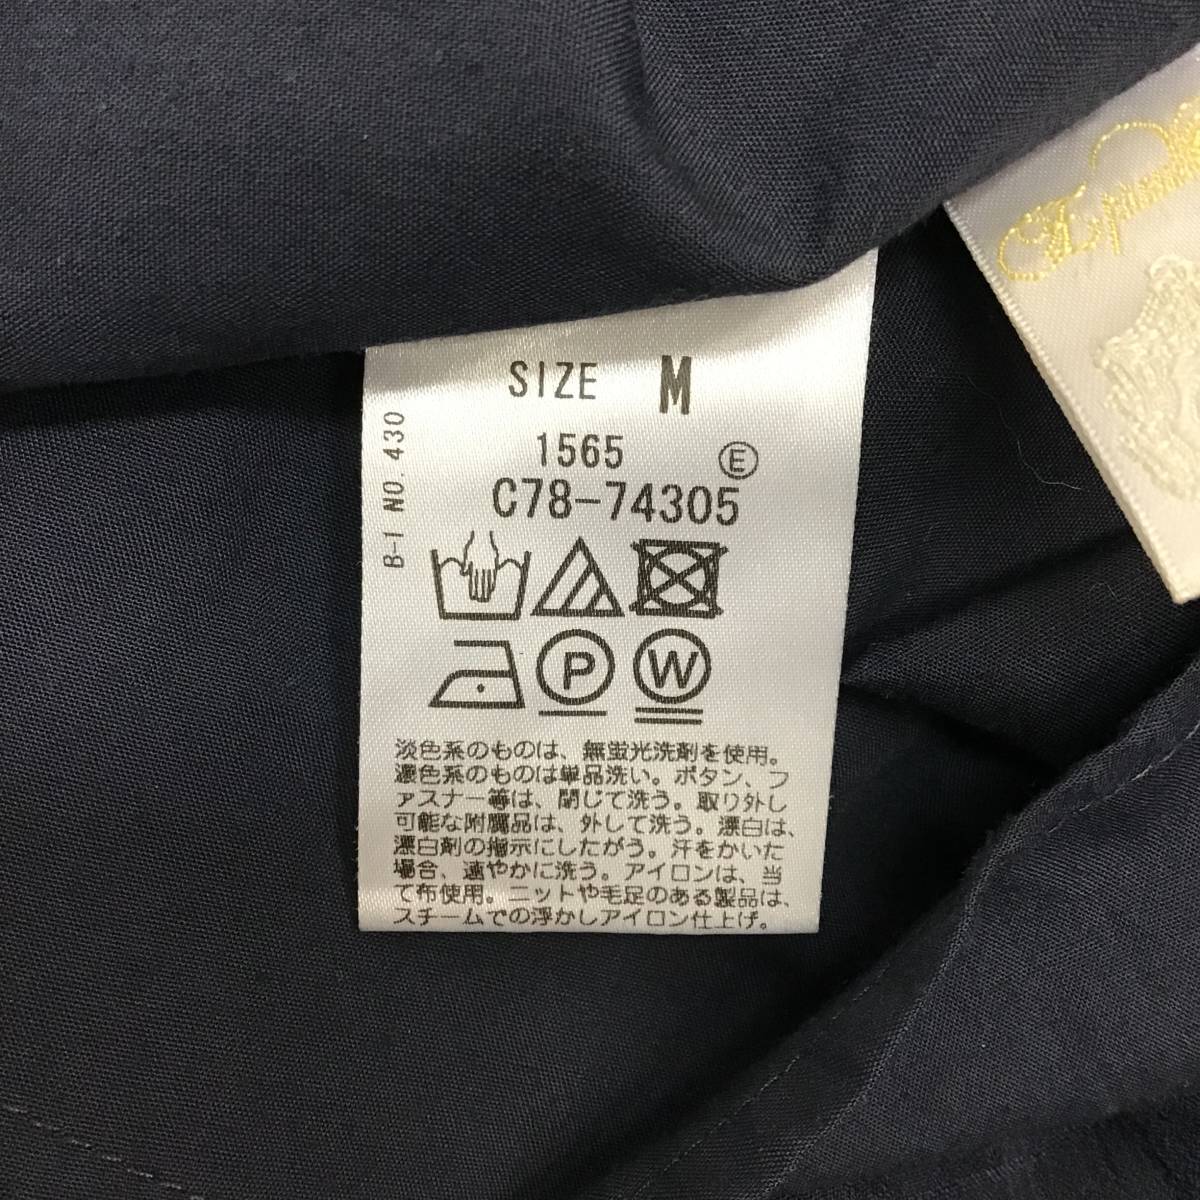 SIZE M
B-1 NO.430
1565
E
C78-74305
P
W
淡色系のものは、無蛍光洗剤を使用。
濃色系のものは単品洗い。ボタン、フ
ァスナー等は、閉じて洗う。取り外し
可能な附属品は、外して洗う。漂白は、
漂白剤の指示にしたがう。汗をかいた
場合、速やかに洗う。アイロンは、当
て布使用。ニットや毛足のある製品は、
スチームでの浮かしアイロン仕上げ。